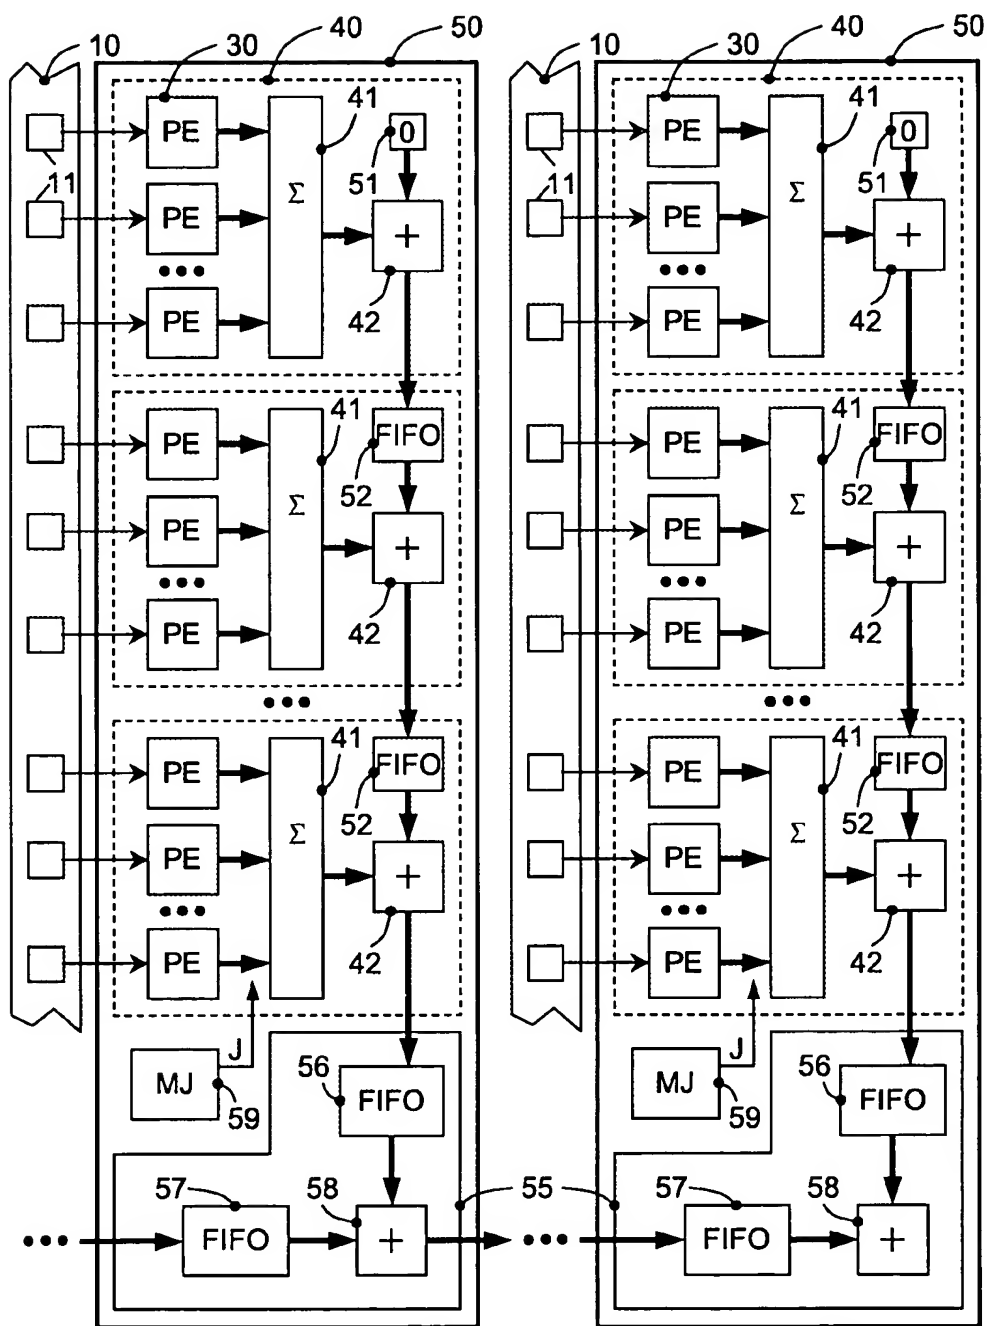 10 30 40 50 10 30 40 50
PE 41 0 PE 41 0
11 51 11 51
PE Σ + PE Σ +
••• •••
PE 42 PE 42
PE 41 FIFO PE 41 FIFO
52 52
PE Σ + PE Σ +
••• •••
PE 42 PE 42
••• •••
PE 41 FIFO PE 41 FIFO
52 52
PE Σ + PE Σ +
••• •••
PE 42 PE 42
J J
MJ 56 FIFO MJ 56 FIFO
59 59
57 58 55 57 58
••• FIFO + ••• FIFO +